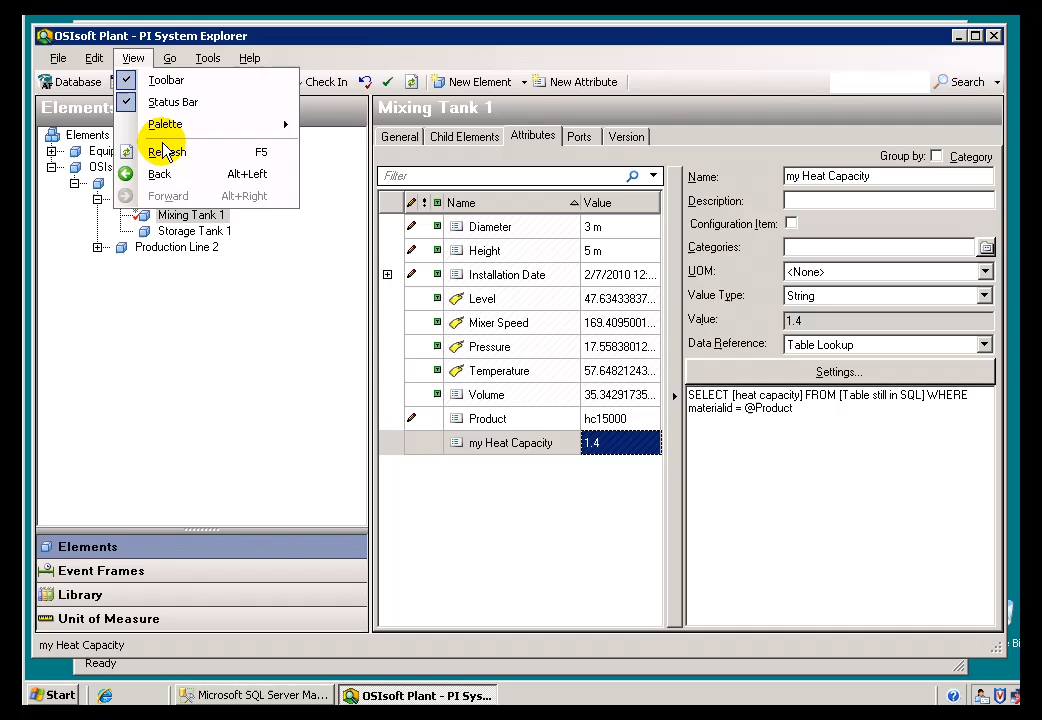 OSIsoft Plant - PI System Explorer
File Edit View Go Tools Help
Database Check In New Element New Attribute Search
Toolbar
Status Bar
Palette
Refresh F5
Back Alt+Left
Forward Alt+Right
Elements
Elements
Mixing Tank 1
Storage Tank 1
Production Line 2
Elements
Event Frames
Library
Unit of Measure
Mixing Tank 1
General Child Elements Attributes Ports Version
Group by: Category
Filter
Name Value
Diameter 3 m
Height 5 m
Installation Date 2/7/2010 12:...
Level 47.63433837...
Mixer Speed 169.4095001...
Pressure 17.55838012...
Temperature 57.64821243...
Volume 35.34291735...
Product hc15000
my Heat Capacity 1.4
Name: my Heat Capacity
Description:
Configuration Item:
Categories:
UOM: <None>
Value Type: String
Value: 1.4
Data Reference: Table Lookup
Settings...
SELECT [heat capacity] FROM [Table still in SQL] WHERE
materialid = @Product
my Heat Capacity
Ready
Start Microsoft SQL Server Ma... OSIsoft Plant - PI Sys...